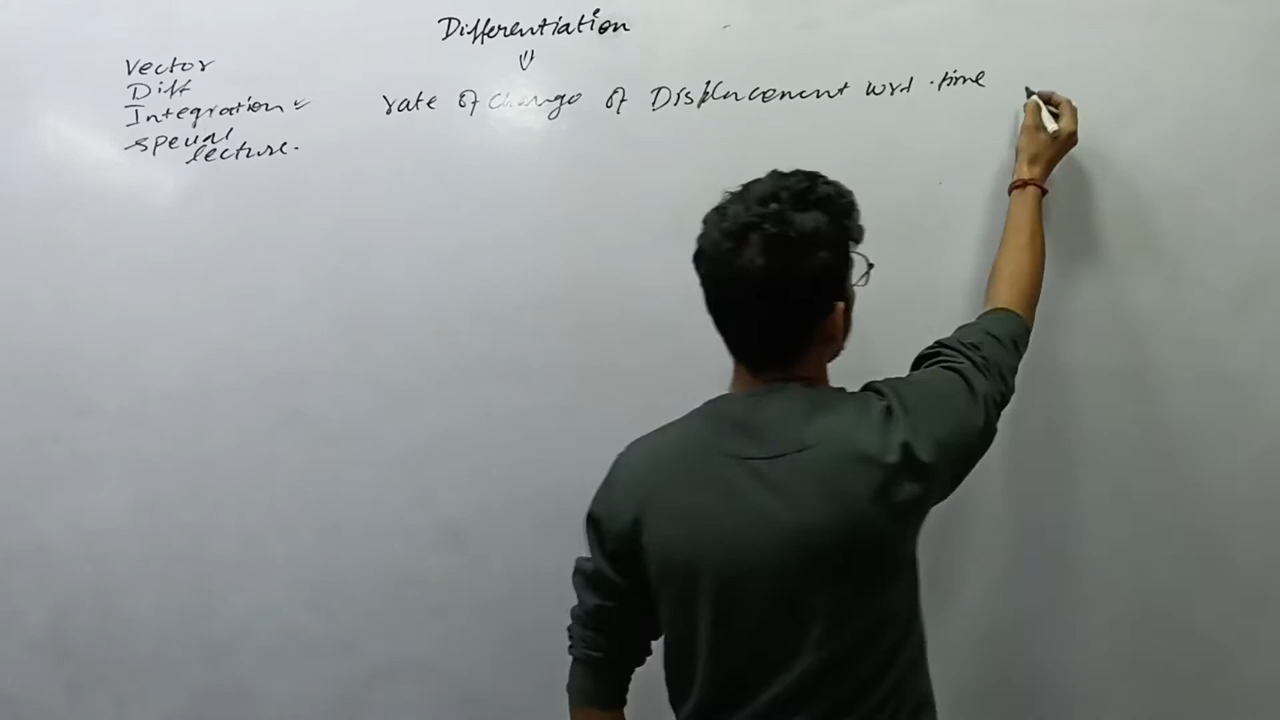 Differentiation
⇓
Vector
Diff
Integration ✓
special
lecture.
rate of change of Displacement wrt. time